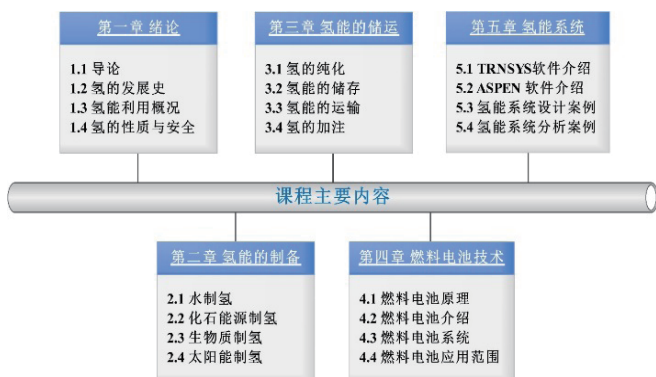 第一章 绪论
1.1 导论
1.2 氢的发展史
1.3 氢能利用概况
1.4 氢的性质与安全
第三章 氢能的储运
3.1 氢的纯化
3.2 氢能的储存
3.3 氢能的运输
3.4 氢的加注
第五章 氢能系统
5.1 TRNSYS软件介绍
5.2 ASPEN 软件介绍
5.3 氢能系统设计案例
5.4 氢能系统分析案例
课程主要内容
第二章 氢能的制备
2.1 水制氢
2.2 化石能源制氢
2.3 生物质制氢
2.4 太阳能制氢
第四章 燃料电池技术
4.1 燃料电池原理
4.2 燃料电池介绍
4.3 燃料电池系统
4.4 燃料电池应用范围